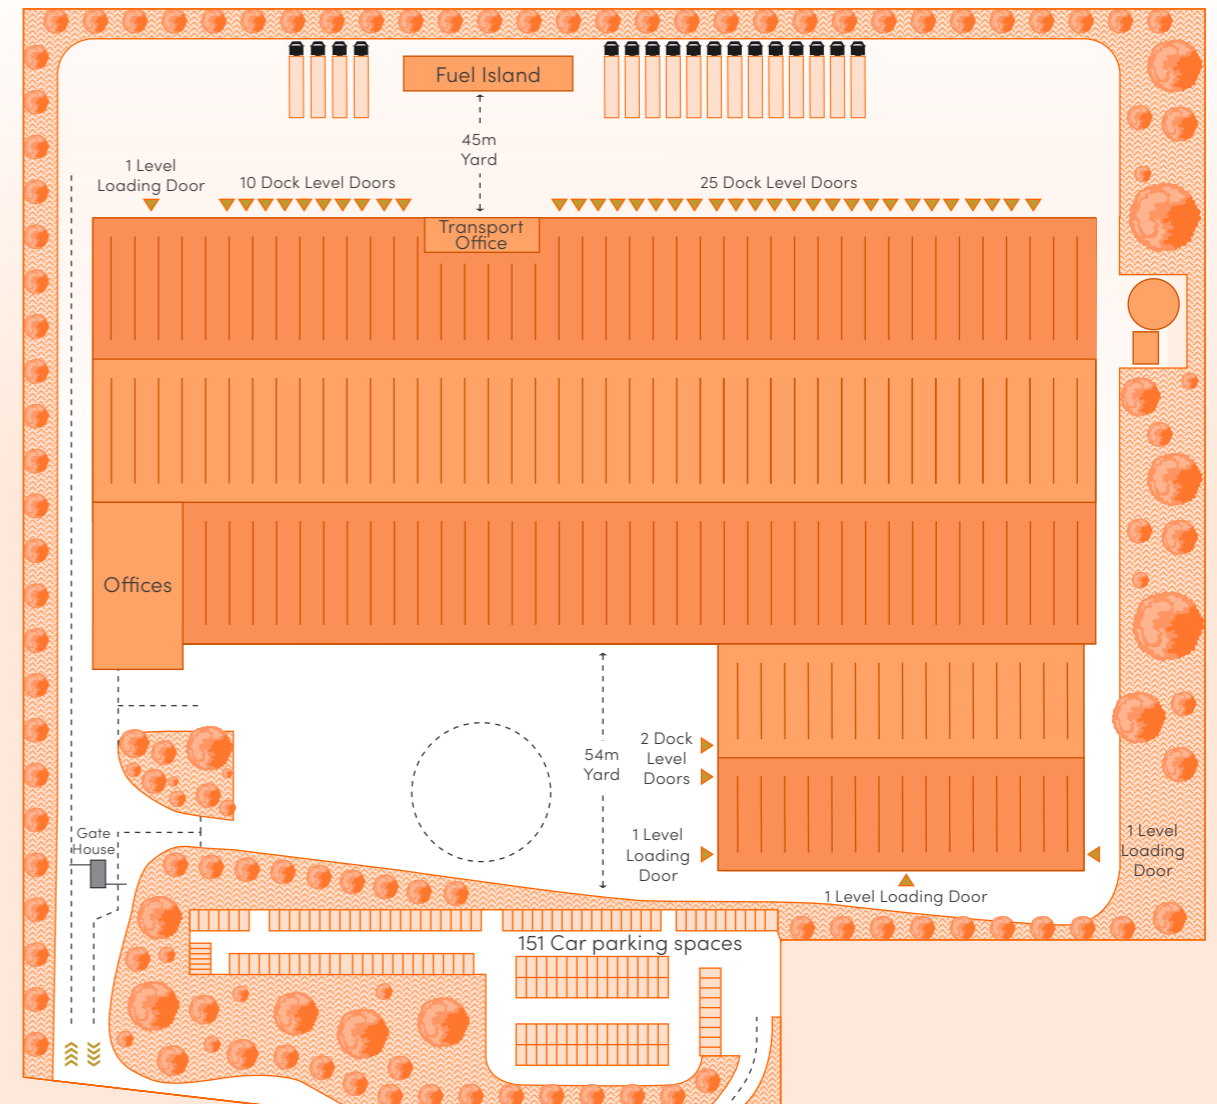 Fuel Island
45m
Yard
1 Level
Loading Door
10 Dock Level Doors
25 Dock Level Doors
Transport
Office
Offices
54m
Yard
2 Dock
Level
Doors
1 Level
Loading
Door
1 Level
Loading
Door
1 Level Loading Door
Gate
House
151 Car parking spaces